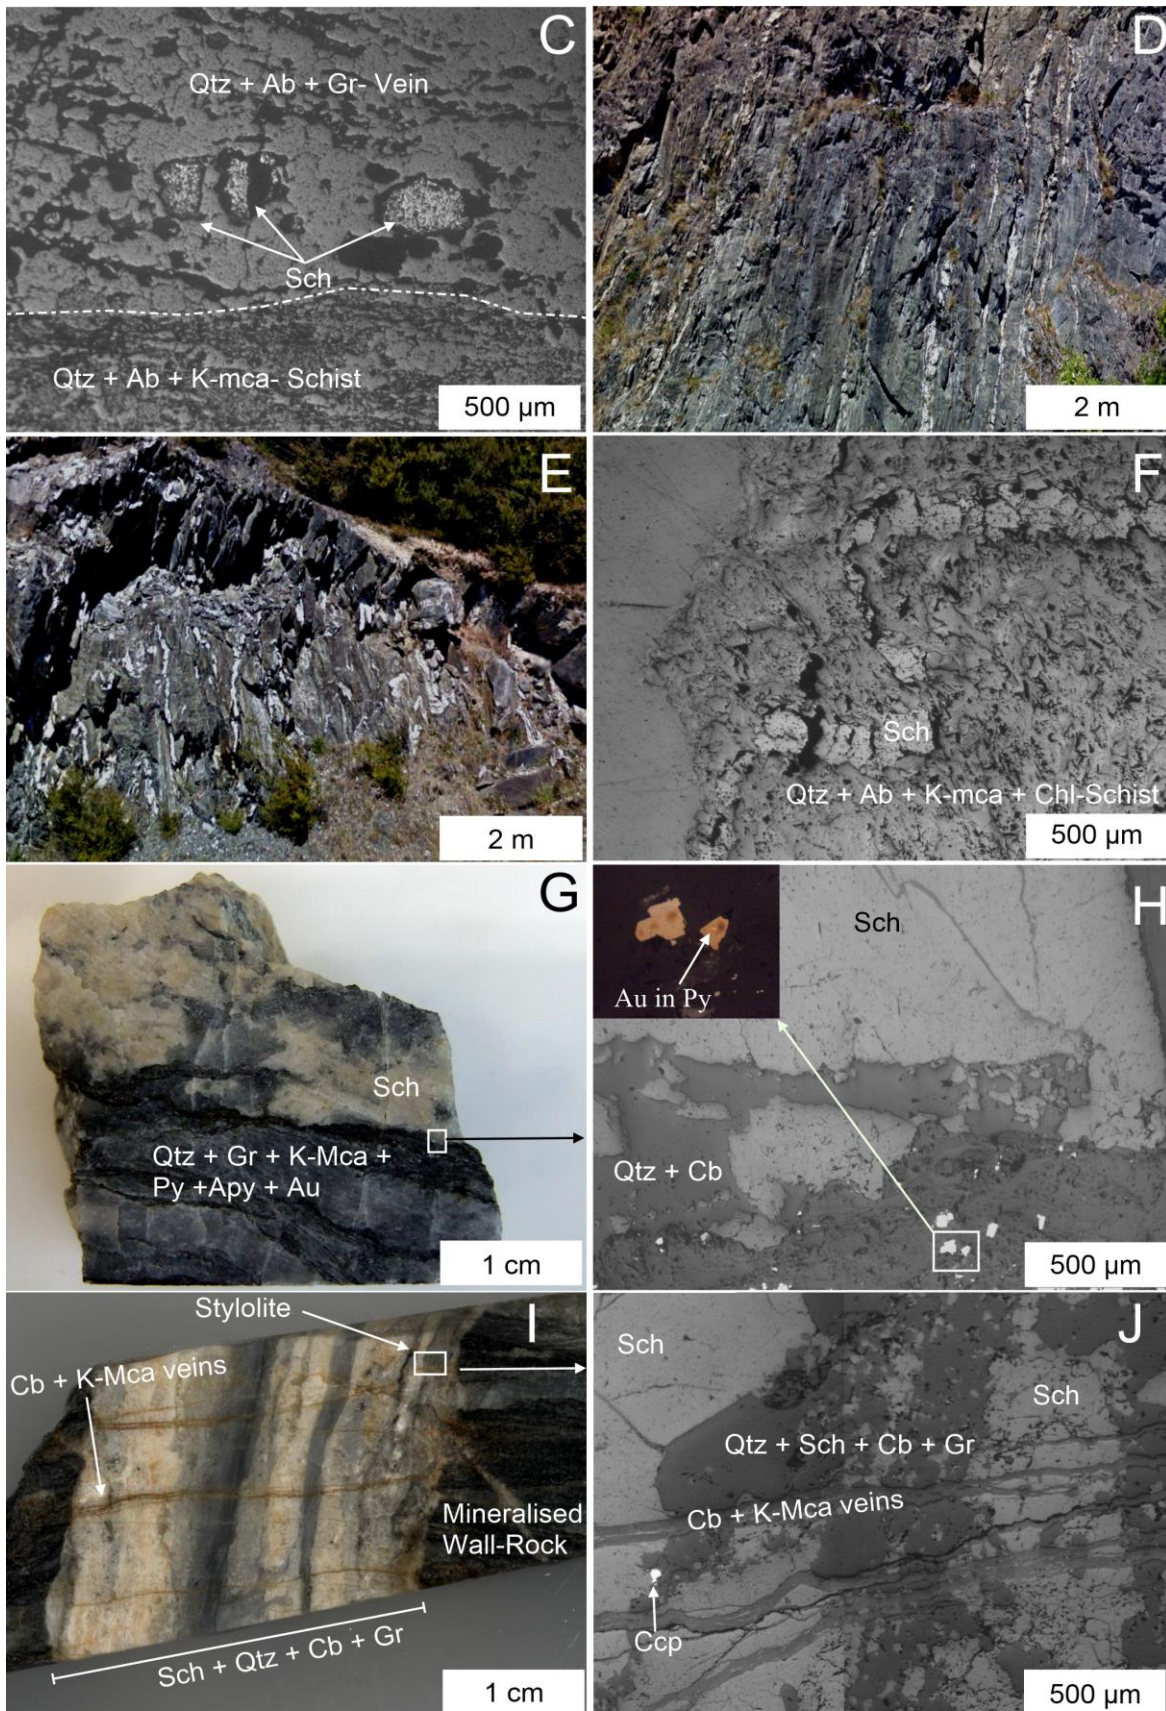 C
Qtz + Ab + Gr- Vein
Sch
Qtz + Ab + K-mca- Schist
500 µm
D
2 m
E
2 m
F
Sch
Qtz + Ab + K-mca + Chl-Schist
500 µm
G
Sch
Qtz + Gr + K-Mca +
Py +Apy + Au
1 cm
H
Sch
Au in Py
Qtz + Cb
500 µm
I
Stylolite
Cb + K-Mca veins
Mineralised
Wall-Rock
Sch + Qtz + Cb + Gr
1 cm
J
Sch
Sch
Qtz + Sch + Cb + Gr
Cb + K-Mca veins
Ccp
500 µm